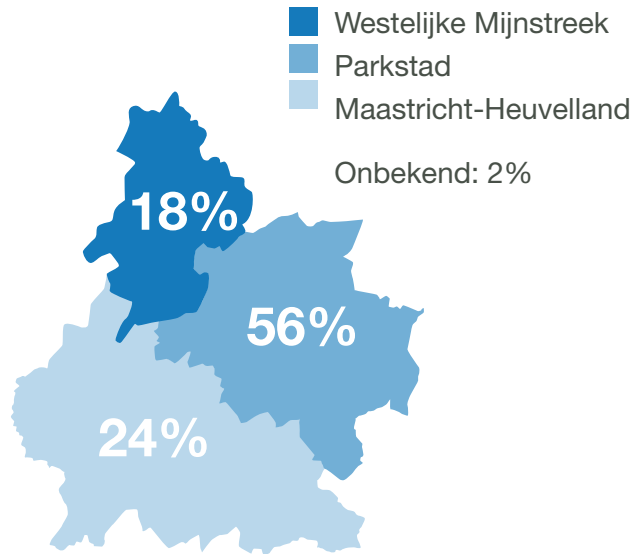 Westelijke Mijnstreek
Parkstad
Maastricht-Heuvelland
Onbekend: 2%
18%
56%
24%